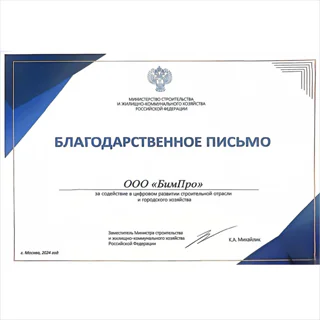 МИНИСТЕРСТВО СТРОИТЕЛЬСТВА
И ЖИЛИЩНО-КОММУНАЛЬНОГО ХОЗЯЙСТВА
РОССИЙСКОЙ ФЕДЕРАЦИИ
БЛАГОДАРСТВЕННОЕ ПИСЬМО
ООО «БимПро»
за содействие в цифровом развитии строительной отрасли
и городского хозяйства
Заместитель Министра строительства
и жилищно-коммунального хозяйства
Российской Федерации
К.А. Михайлик
г. Москва, 2024 год